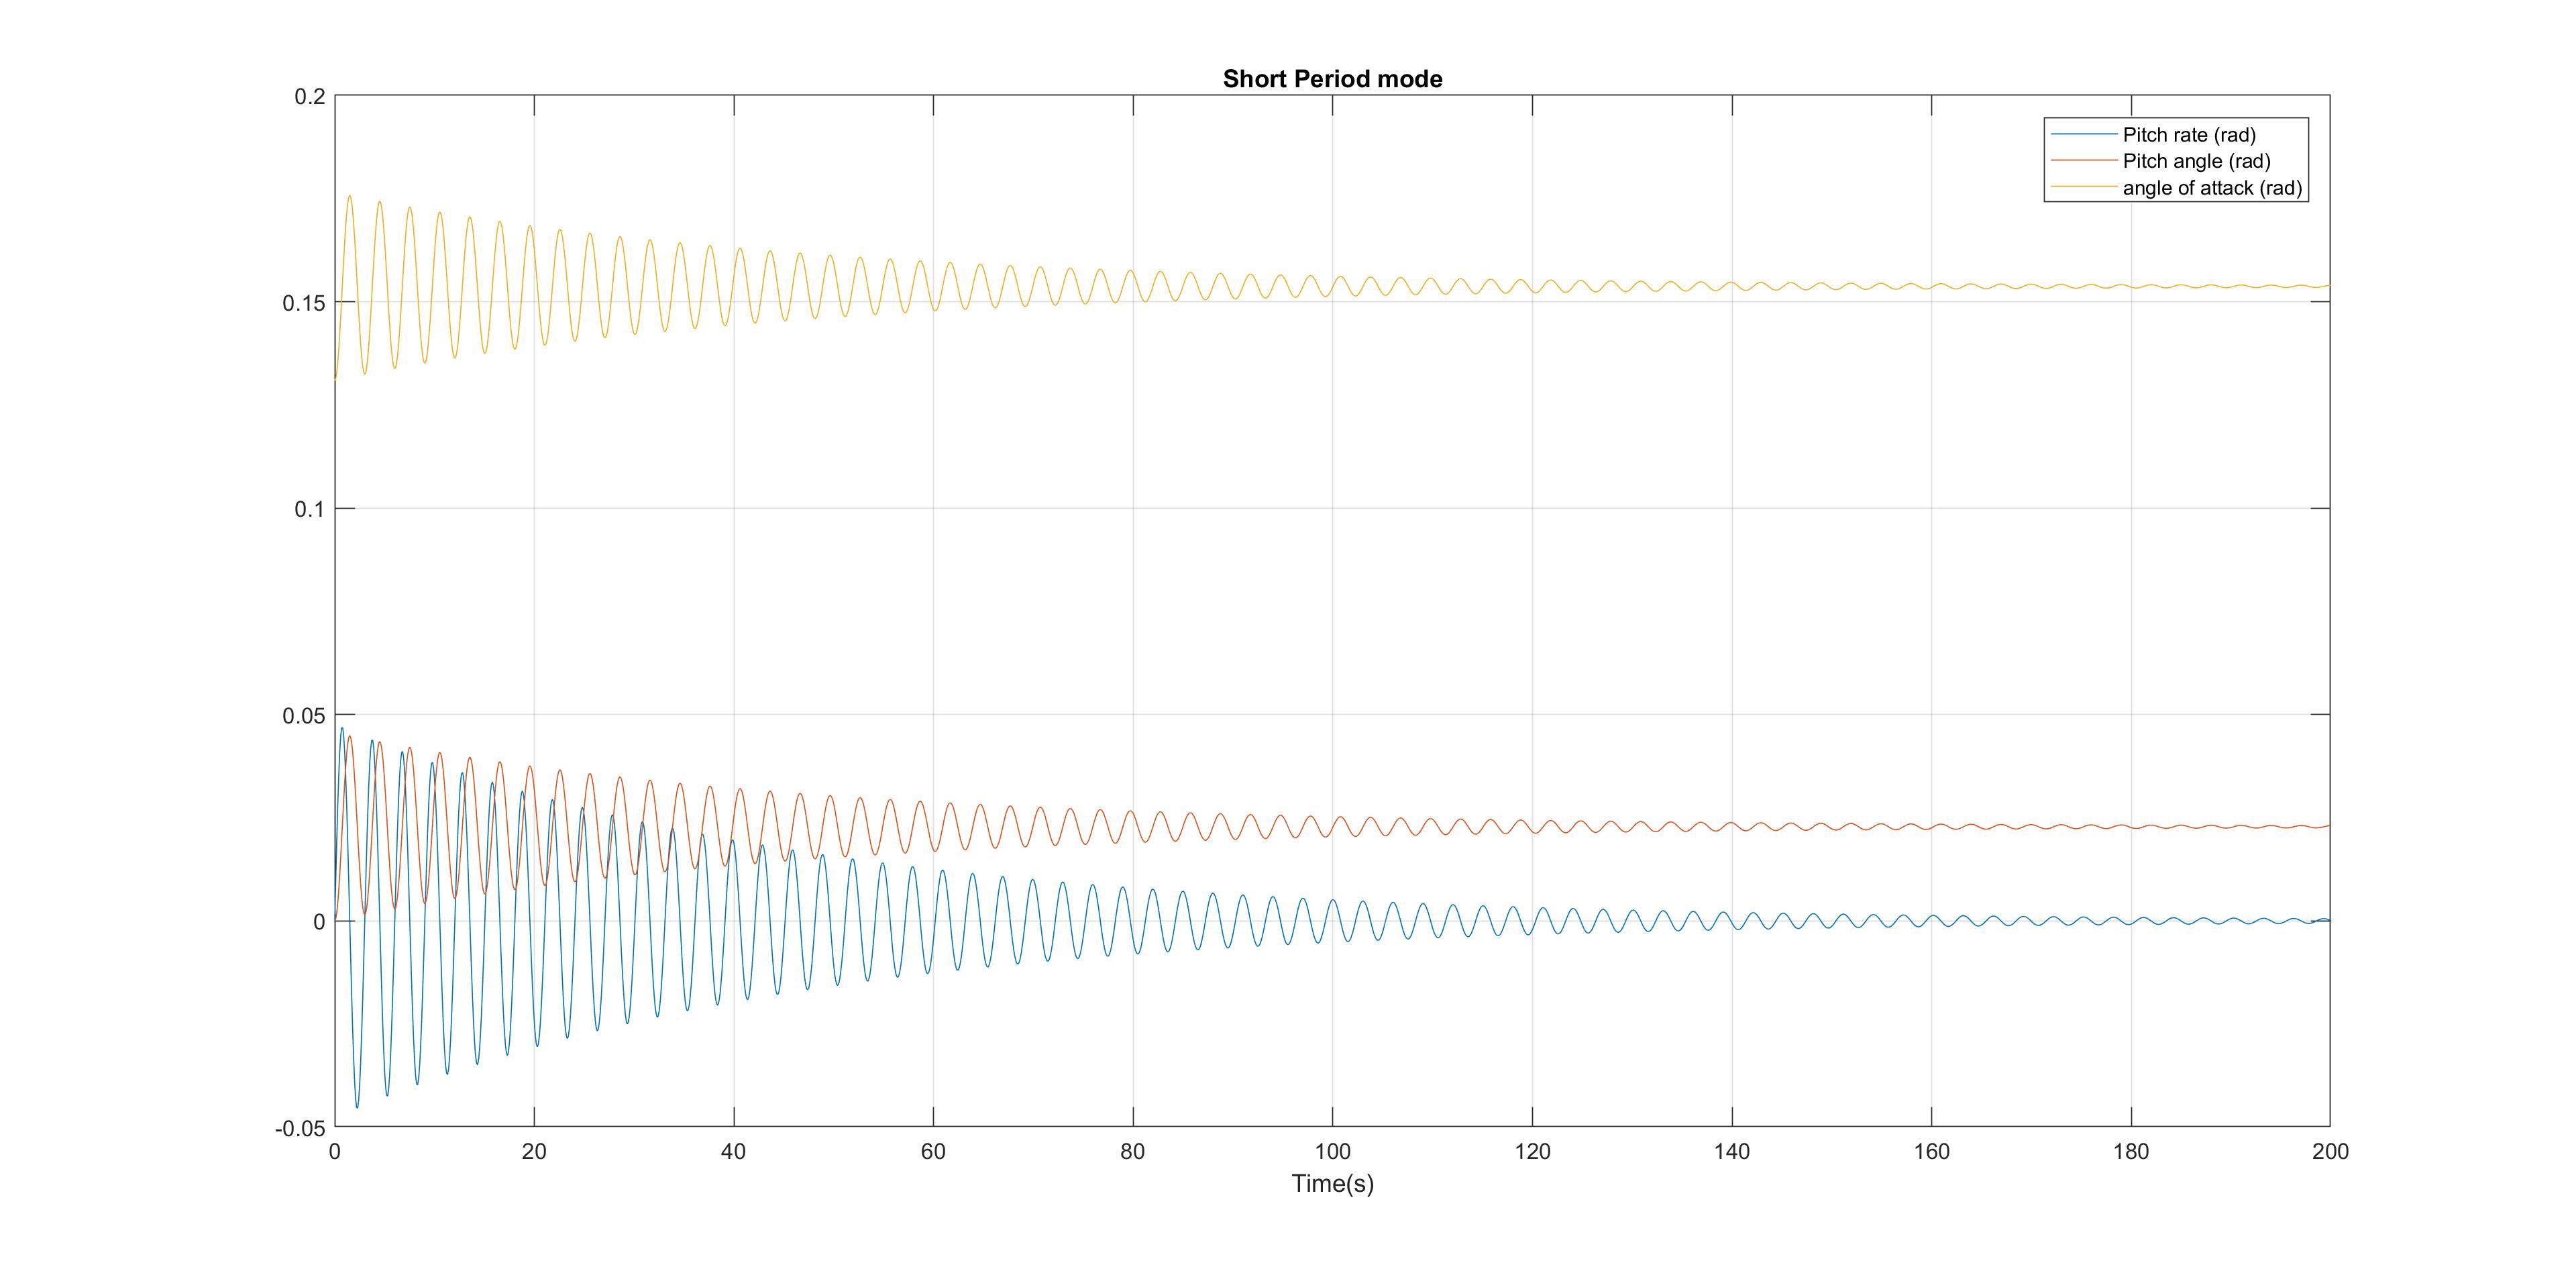 Short Period mode
0.2
Pitch rate (rad)
Pitch angle (rad)
angle of attack (rad)
0.15
0.1
0.05
0
-0.05
0 20 40 60 80 100 120 140 160 180 200
Time(s)